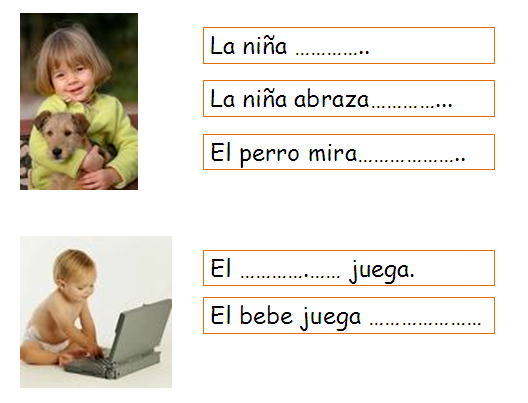 La niña …………..
La niña abraza…………...
El perro mira………………..
El ………….…… juega.
El bebe juega …………………